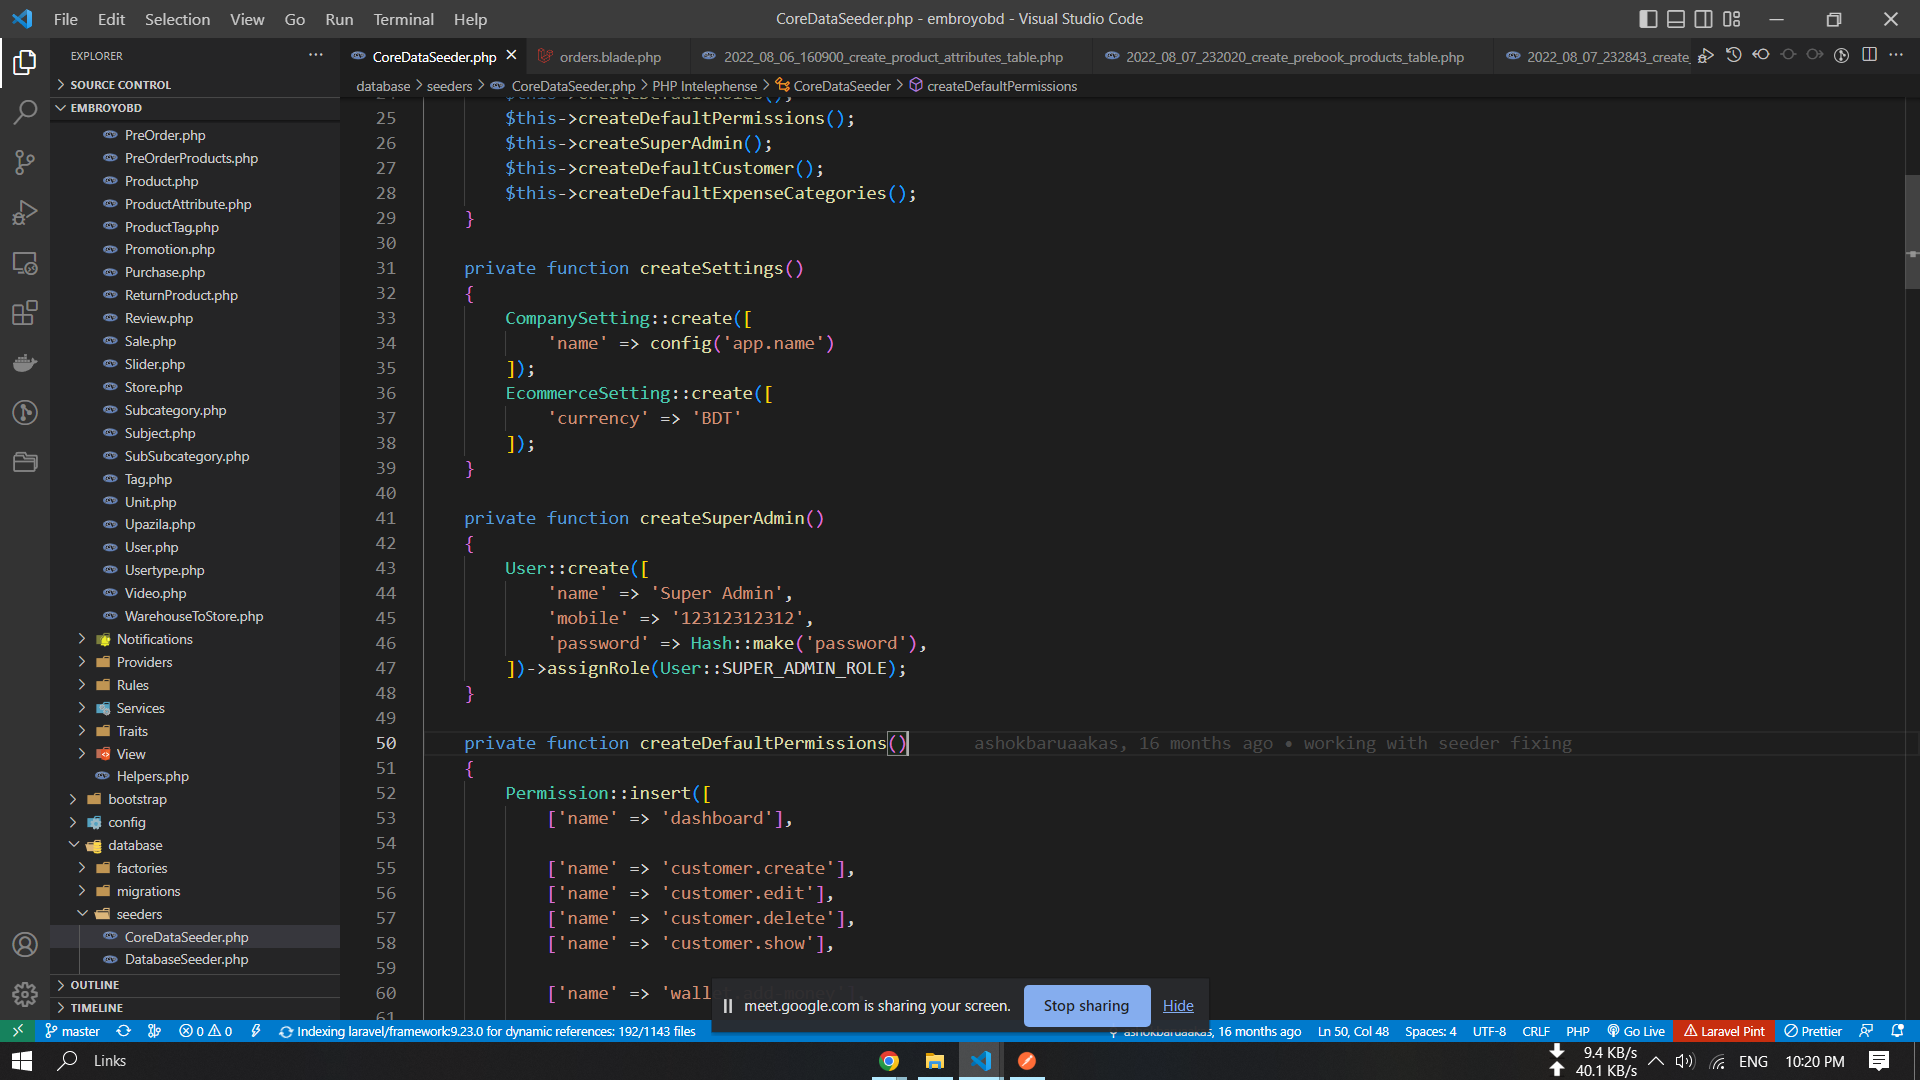 File Edit Selection View Go Run Terminal Help
CoreDataSeeder.php - embroyobd - Visual Studio Code
EXPLORER
CoreDataSeeder.php
orders.blade.php
2022_08_06_160900_create_product_attributes_table.php
2022_08_07_232020_create_prebook_products_table.php
2022_08_07_232843_create_
SOURCE CONTROL
database > seeders > CoreDataSeeder.php > PHP Intelephense > CoreDataSeeder > createDefaultPermissions
EMBROYOBD
PreOrder.php
PreOrderProducts.php
Product.php
ProductAttribute.php
ProductTag.php
Promotion.php
Purchase.php
ReturnProduct.php
Review.php
Sale.php
Slider.php
Store.php
Subcategory.php
Subject.php
SubSubcategory.php
Tag.php
Unit.php
Upazila.php
User.php
Usertype.php
Video.php
WarehouseToStore.php
Notifications
Providers
Rules
Services
Traits
View
Helpers.php
bootstrap
config
database
factories
migrations
seeders
CoreDataSeeder.php
DatabaseSeeder.php
OUTLINE
TIMELINE
25 $this->createDefaultPermissions();
26 $this->createSuperAdmin();
27 $this->createDefaultCustomer();
28 $this->createDefaultExpenseCategories();
29 }
30
31 private function createSettings()
32 {
33 CompanySetting::create([
34 'name' => config('app.name')
35 ]);
36 EcommerceSetting::create([
37 'currency' => 'BDT'
38 ]);
39 }
40
41 private function createSuperAdmin()
42 {
43 User::create([
44 'name' => 'Super Admin',
45 'mobile' => '12312312312',
46 'password' => Hash::make('password'),
47 ])->assignRole(User::SUPER_ADMIN_ROLE);
48 }
49
50 private function createDefaultPermissions() ashokbaruaakas, 16 months ago • working with seeder fixing
51 {
52 Permission::insert([
53 ['name' => 'dashboard'],
54
55 ['name' => 'customer.create'],
56 ['name' => 'customer.edit'],
57 ['name' => 'customer.delete'],
58 ['name' => 'customer.show'],
59
60 ['name' => 'wall
61
meet.google.com is sharing your screen. Stop sharing Hide
master 0 0 Indexing laravel/framework:9.23.0 for dynamic references: 192/1143 files ashokbaruaakas, 16 months ago Ln 50, Col 48 Spaces: 4 UTF-8 CRLF PHP Go Live Laravel Pint Prettier
Links 9.4 KB/s 40.1 KB/s ENG 10:20 PM